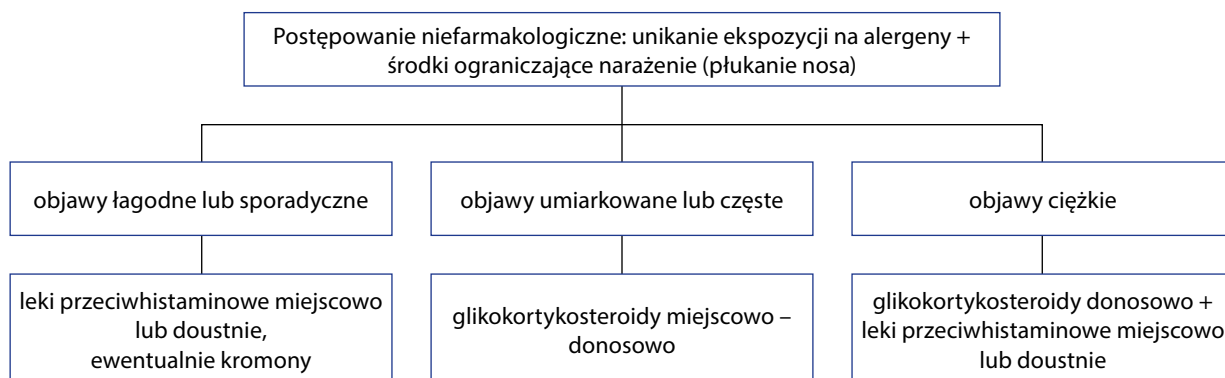 Postępowanie niefarmakologiczne: unikanie ekspozycji na alergeny +
środki ograniczające narażenie (płukanie nosa)
objawy łagodne lub sporadyczne
objawy umiarkowane lub częste
objawy ciężkie
leki przeciwhistaminowe miejscowo
lub doustnie,
ewentualnie kromony
glikokortykosteroidy miejscowo –
donosowo
glikokortykosteroidy donosowo +
leki przeciwhistaminowe miejscowo
lub doustnie